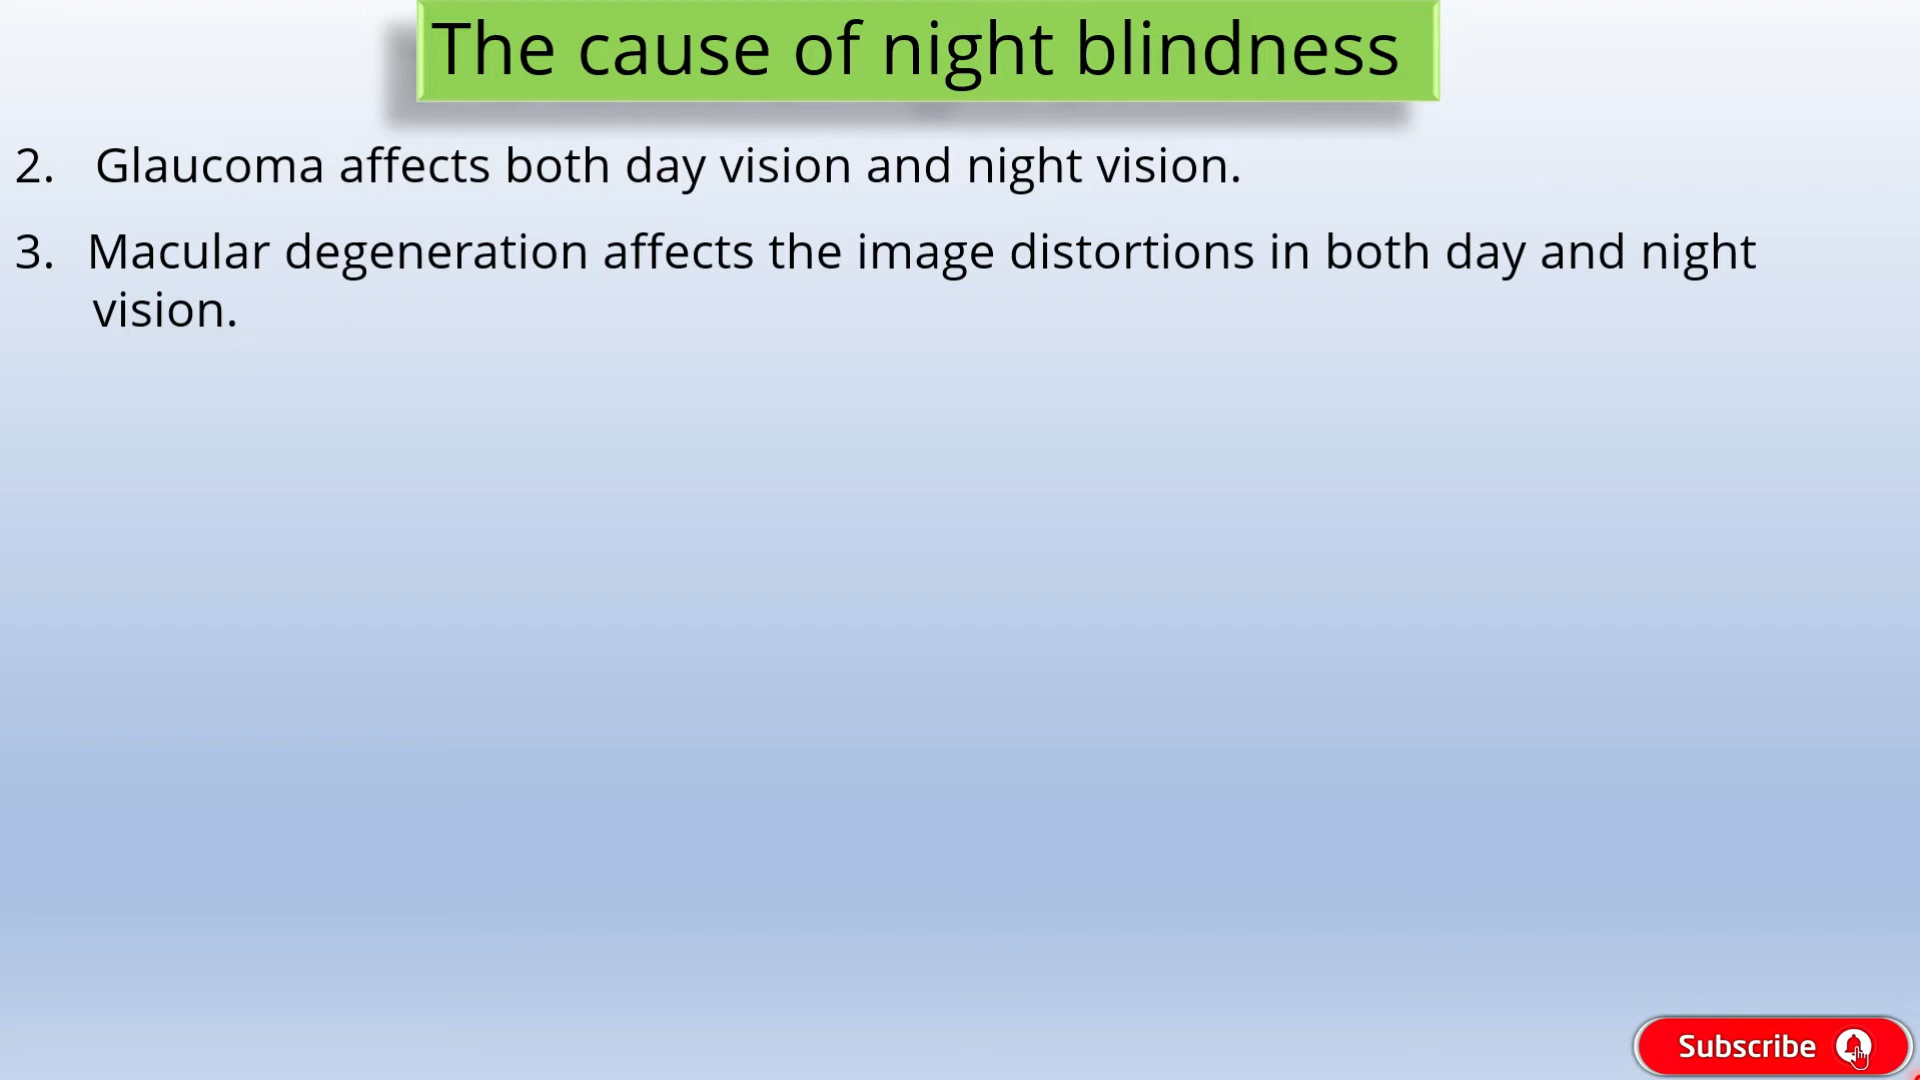 The cause of night blindness
2. Glaucoma affects both day vision and night vision.
3. Macular degeneration affects the image distortions in both day and night
vision.
Subscribe